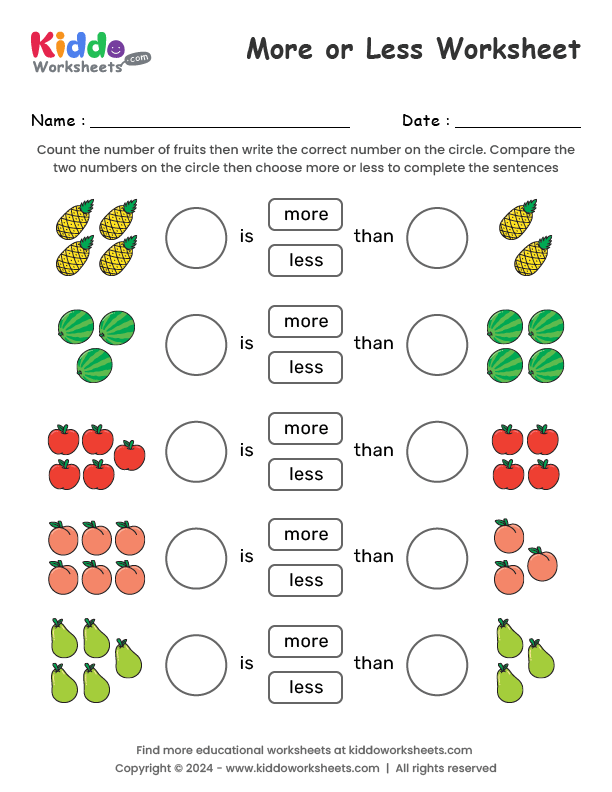 Kiddo
Worksheets.com
More or Less Worksheet
Name : Date :
Count the number of fruits then write the correct number on the circle. Compare the
two numbers on the circle then choose more or less to complete the sentences
more
is than
less
more
is than
less
more
is than
less
more
is than
less
more
is than
less
Find more educational worksheets at kiddoworksheets.com
Copyright © 2024 - www.kiddoworksheets.com | All rights reserved